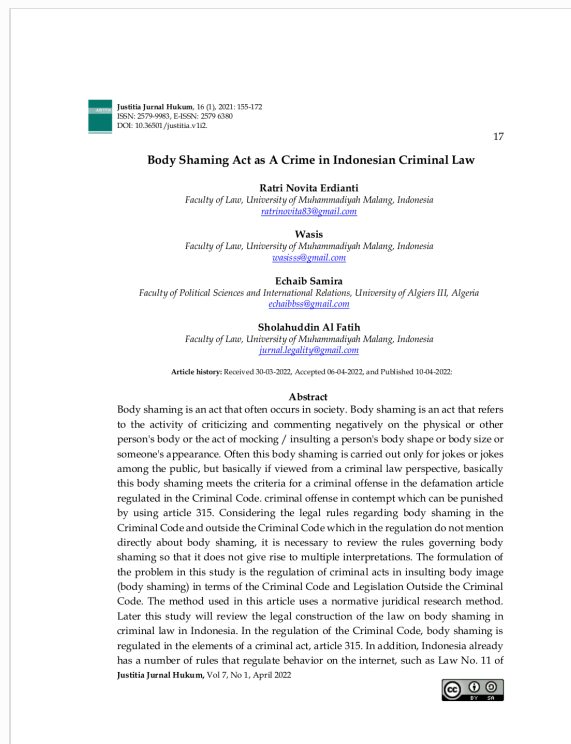 Justitia Jurnal Hukum, 16 (1), 2021: 155-172
ISSN: 2579-9983, E-ISSN: 2579 6380
DOI: 10.36501/justitia.v1i2.
17
Body Shaming Act as A Crime in Indonesian Criminal Law
Ratri Novita Erdianti
Faculty of Law, University of Muhammadiyah Malang, Indonesia
ratrinovita83@gmail.com
Wasis
Faculty of Law, University of Muhammadiyah Malang, Indonesia
wasisss@gmail.com
Echaib Samira
Faculty of Political Sciences and International Relations, University of Algiers III, Algeria
echaibbss@gmail.com
Sholahuddin Al Fatih
Faculty of Law, University of Muhammadiyah Malang, Indonesia
jurnal.legality@gmail.com
Article history: Received 30-03-2022, Accepted 06-04-2022, and Published 10-04-2022:
Abstract
Body shaming is an act that often occurs in society. Body shaming is an act that refers
to the activity of criticizing and commenting negatively on the physical or other
person's body or the act of mocking / insulting a person's body shape or body size or
someone's appearance. Often this body shaming is carried out only for jokes or jokes
among the public, but basically if viewed from a criminal law perspective, basically
this body shaming meets the criteria for a criminal offense in the defamation article
regulated in the Criminal Code. criminal offense in contempt which can be punished
by using article 315. Considering the legal rules regarding body shaming in the
Criminal Code and outside the Criminal Code which in the regulation do not mention
directly about body shaming, it is necessary to review the rules governing body
shaming so that it does not give rise to multiple interpretations. The formulation of
the problem in this study is the regulation of criminal acts in insulting body image
(body shaming) in terms of the Criminal Code and Legislation Outside the Criminal
Code. The method used in this article uses a normative juridical research method.
Later this study will review the legal construction of the law on body shaming in
criminal law in Indonesia. In the regulation of the Criminal Code, body shaming is
regulated in the elements of a criminal act, article 315. In addition, Indonesia already
has a number of rules that regulate behavior on the internet, such as Law No. 11 of
Justitia Jurnal Hukum, Vol 7, No 1, April 2022
cc
BY SA